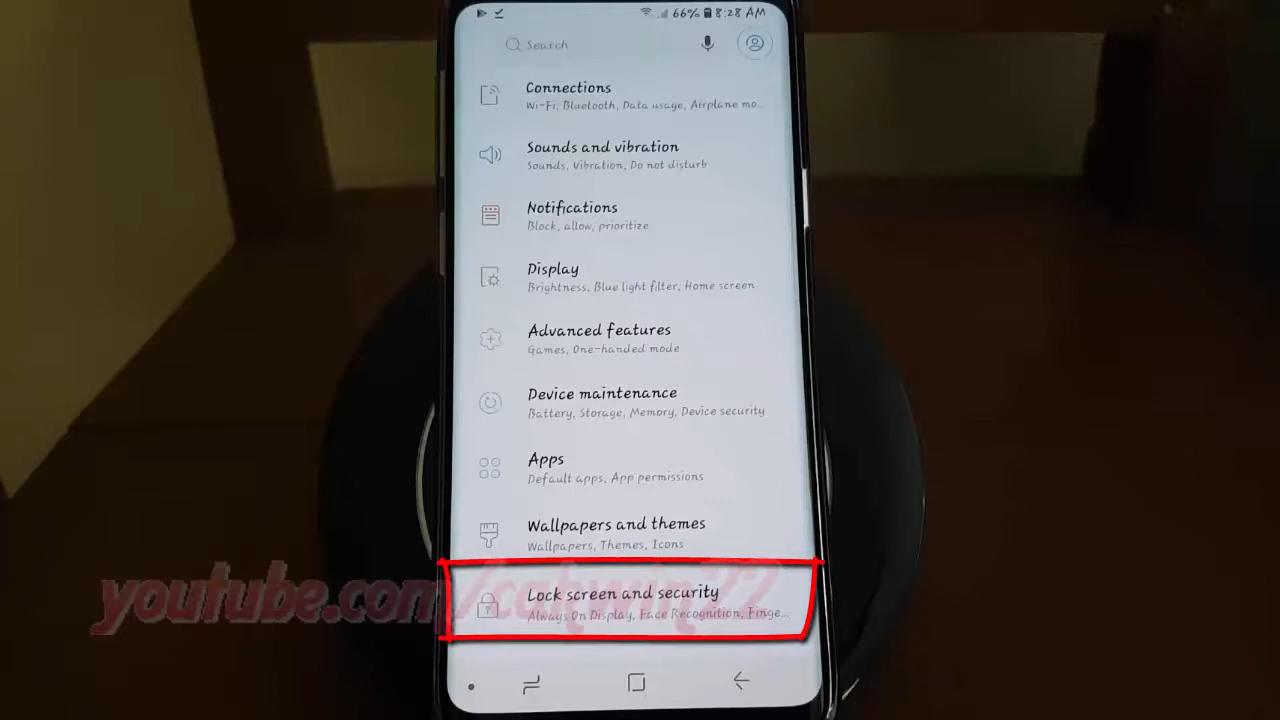 66% 8:28 AM
Search
Connections
Wi-Fi, Bluetooth, Data usage, Airplane mo...
Sounds and vibration
Sounds, Vibration, Do not disturb
Notifications
Block, allow, prioritize
Display
Brightness, Blue light filter, Home screen
Advanced features
Games, One-handed mode
Device maintenance
Battery, Storage, Memory, Device security
Apps
Default apps, App permissions
Wallpapers and themes
Wallpapers, Themes, Icons
Lock screen and security
Always On Display, Face Recognition, Finge...
youtube.com/